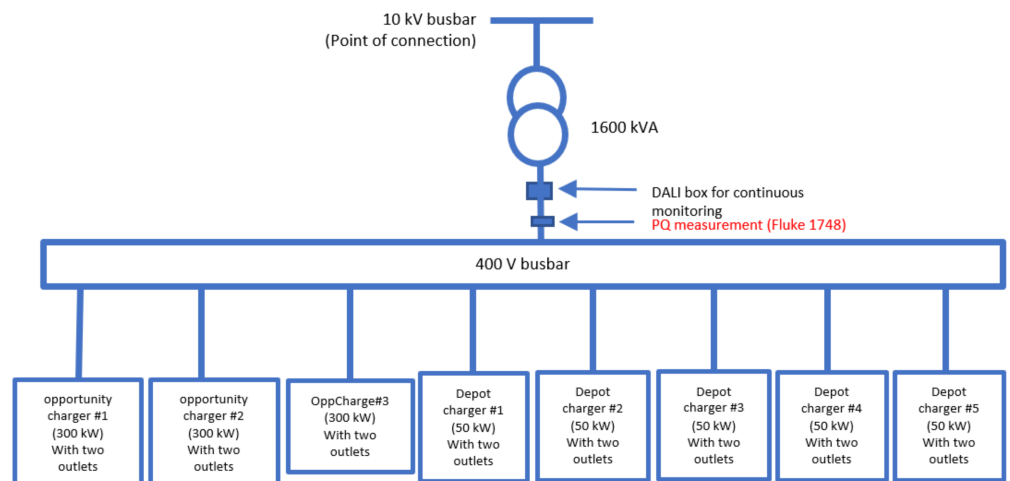 10 kV busbar
(Point of connection)
1600 kVA
DALI box for continuous
monitoring
PQ measurement (Fluke 1748)
400 V busbar
opportunity
charger #1
(300 kW)
With two
outlets
opportunity
charger #2
(300 kW)
With two
outlets
OppCharge#3
(300 kW)
With two
outlets
Depot
charger #1
(50 kW)
With two
outlets
Depot
charger #2
(50 kW)
With two
outlets
Depot
charger #3
(50 kW)
With two
outlets
Depot
charger #4
(50 kW)
With two
outlets
Depot
charger #5
(50 kW)
With two
outlets